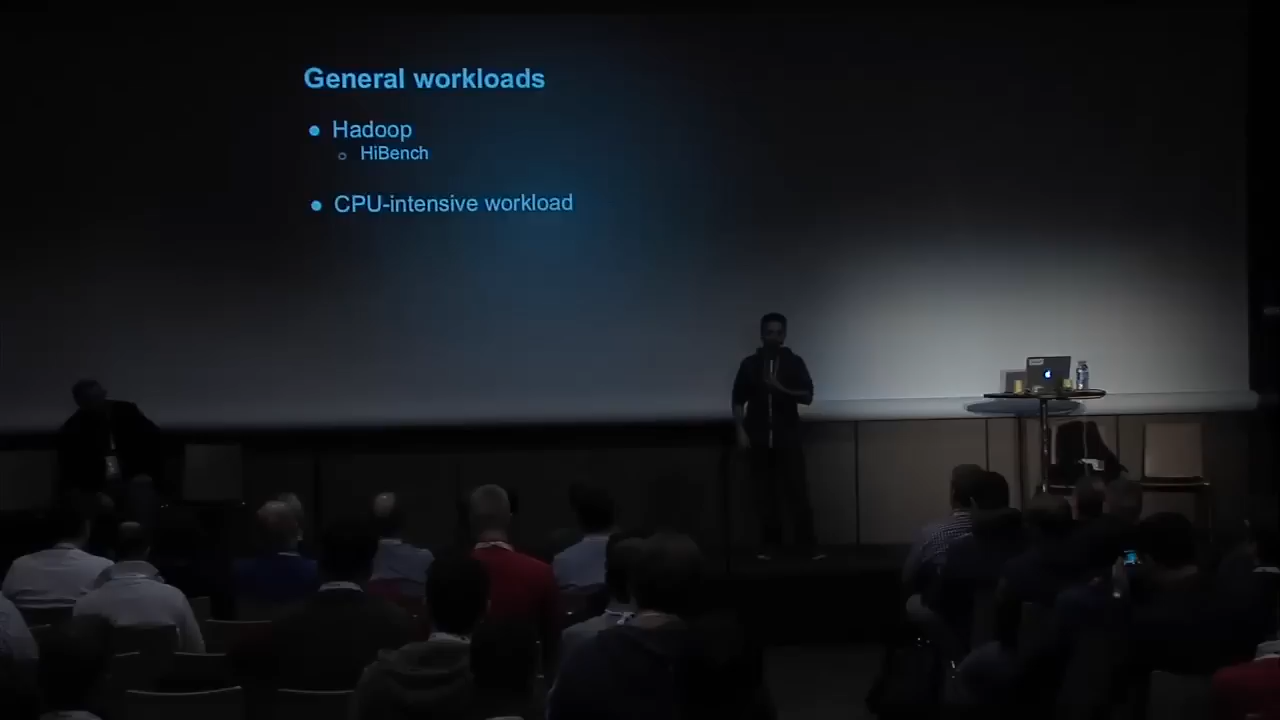 General workloads
● Hadoop
○ HiBench
● CPU-intensive workload